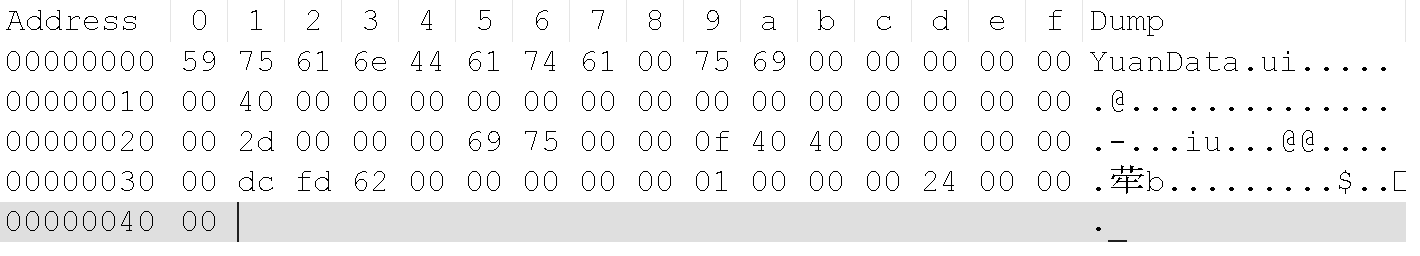 Address 0 1 2 3 4 5 6 7 8 9 a b c d e f Dump
00000000 59 75 61 6e 44 61 74 61 00 75 69 00 00 00 00 00 YuanData.ui.....
00000010 00 40 00 00 00 00 00 00 00 00 00 00 00 00 00 00 .@..............
00000020 00 2d 00 00 00 69 75 00 00 0f 40 40 00 00 00 00 .-...iu...@@....
00000030 00 dc fd 62 00 00 00 00 00 01 00 00 00 24 00 00 .荦b.........$..□
00000040 00 ._